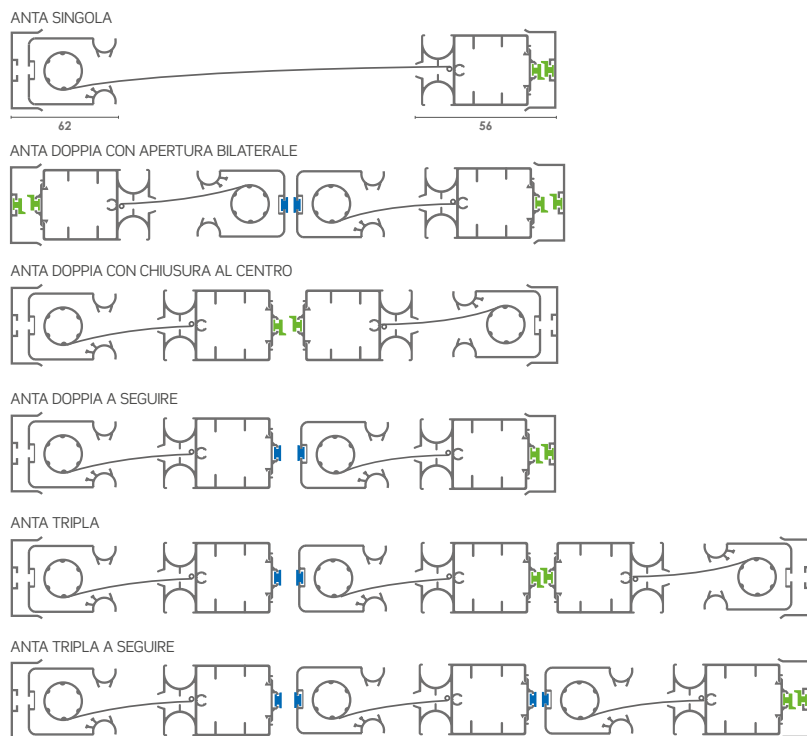 ANTA SINGOLA
62
56
ANTA DOPPIA CON APERTURA BILATERALE
ANTA DOPPIA CON CHIUSURA AL CENTRO
ANTA DOPPIA A SEGUIRE
ANTA TRIPLA
ANTA TRIPLA A SEGUIRE